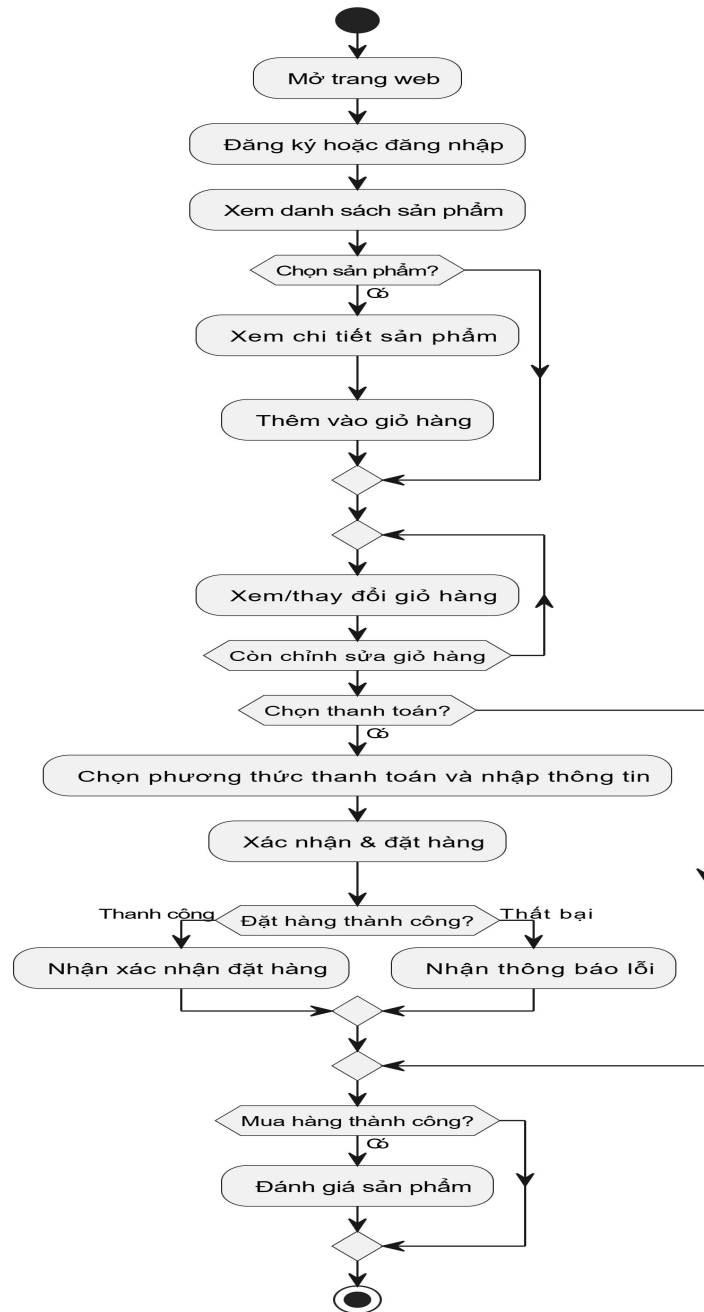 Mở trang web
Đăng ký hoặc đăng nhập
Xem danh sách sản phẩm
Chọn sản phẩm?
Có
Xem chi tiết sản phẩm
Thêm vào giỏ hàng
Xem/thay đổi giỏ hàng
Còn chỉnh sửa giỏ hàng
Chọn thanh toán?
Có
Chọn phương thức thanh toán và nhập thông tin
Xác nhận & đặt hàng
Thanh công
Đặt hàng thành công?
Thất bại
Nhận xác nhận đặt hàng
Nhận thông báo lỗi
Mua hàng thành công?
Có
Đánh giá sản phẩm